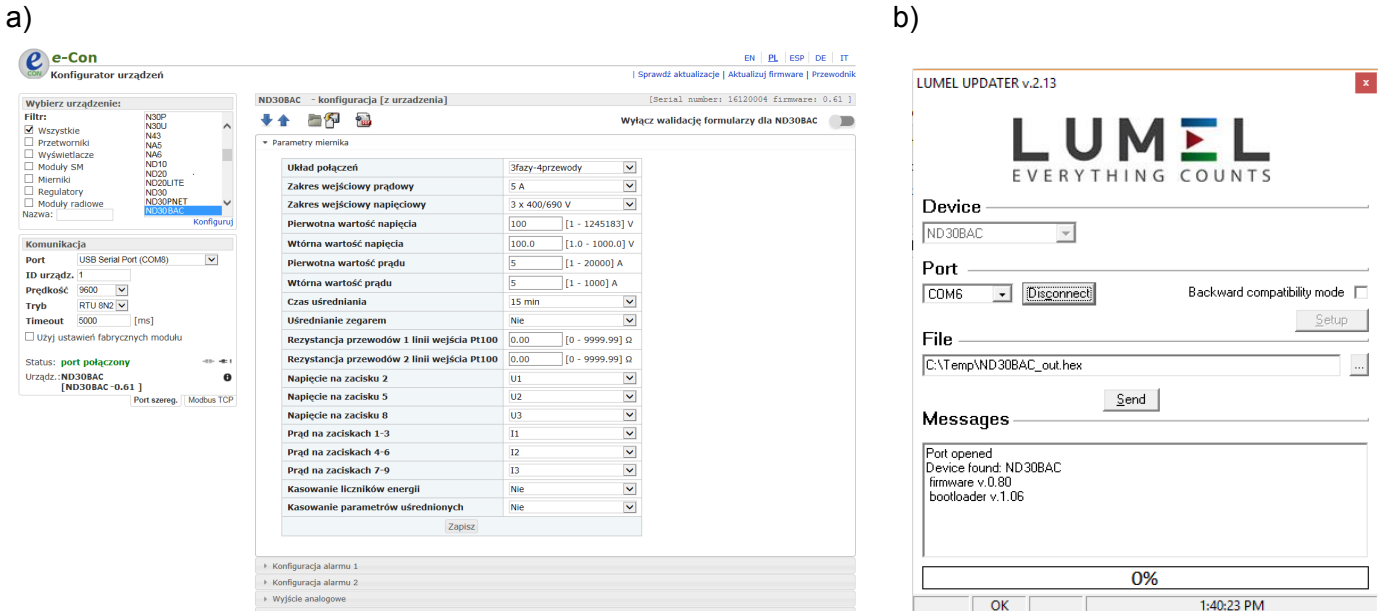 a)
e-Con
CON
Konfigurator urządzeń
EN | PL | ESP | DE | IT
| Sprawdź aktualizacje | Aktualizuj firmware | Przewodnik
Wybierz urządzenie:
Filtr:
Wszystkie
Przetworniki
Wyświetlacze
Moduły SM
Mierniki
Regulatory
Moduły radiowe
N30P
N30U
N43
NA5
NA6
ND10
ND20
ND20LITE
ND30
ND30PNET
ND30BAC
Nazwa:
Konfiguruj
Komunikacja
Port USB Serial Port (COM8)
ID urządz. 1
Prędkość 9600
Tryb RTU 8N2
Timeout 5000 [ms]
Użyj ustawień fabrycznych modułu
Status: port połączony
Urządz.:ND30BAC
[ND30BAC -0.61 ]
Port szereg. Modbus TCP
ND30BAC - konfiguracja [z urzadzenia] [Serial number: 16120004 firmware: 0.61 ]
Wyłącz walidację formularzy dla ND30BAC
Parametry miernika
Układ połączeń 3fazy-4przewody
Zakres wejściowy prądowy 5 A
Zakres wejściowy napięciowy 3 x 400/690 V
Pierwotna wartość napięcia 100 [1 - 1245183] V
Wtórna wartość napięcia 100.0 [1.0 - 1000.0] V
Pierwotna wartość prądu 5 [1 - 20000] A
Wtórna wartość prądu 5 [1 - 1000] A
Czas uśredniania 15 min
Uśrednianie zegarem Nie
Rezystancja przewodów 1 linii wejścia Pt100 0.00 [0 - 9999.99] Ω
Rezystancja przewodów 2 linii wejścia Pt100 0.00 [0 - 9999.99] Ω
Napięcie na zacisku 2 U1
Napięcie na zacisku 5 U2
Napięcie na zacisku 8 U3
Prąd na zaciskach 1-3 I1
Prąd na zaciskach 4-6 I2
Prąd na zaciskach 7-9 I3
Kasowanie liczników energii Nie
Kasowanie parametrów uśrednionych Nie
Zapisz
Konfiguracja alarmu 1
Konfiguracja alarmu 2
Wyjście analogowe
b)
LUMEL UPDATER v.2.13
x
LUMEL
EVERYTHING COUNTS
Device
ND30BAC
Port
COM6 Disconnect Backward compatibility mode
Setup
File
C:\Temp\ND30BAC_out.hex ...
Send
Messages
Port opened
Device found: ND30BAC
firmware v.0.80
bootloader v.1.06
0%
OK 1:40:23 PM